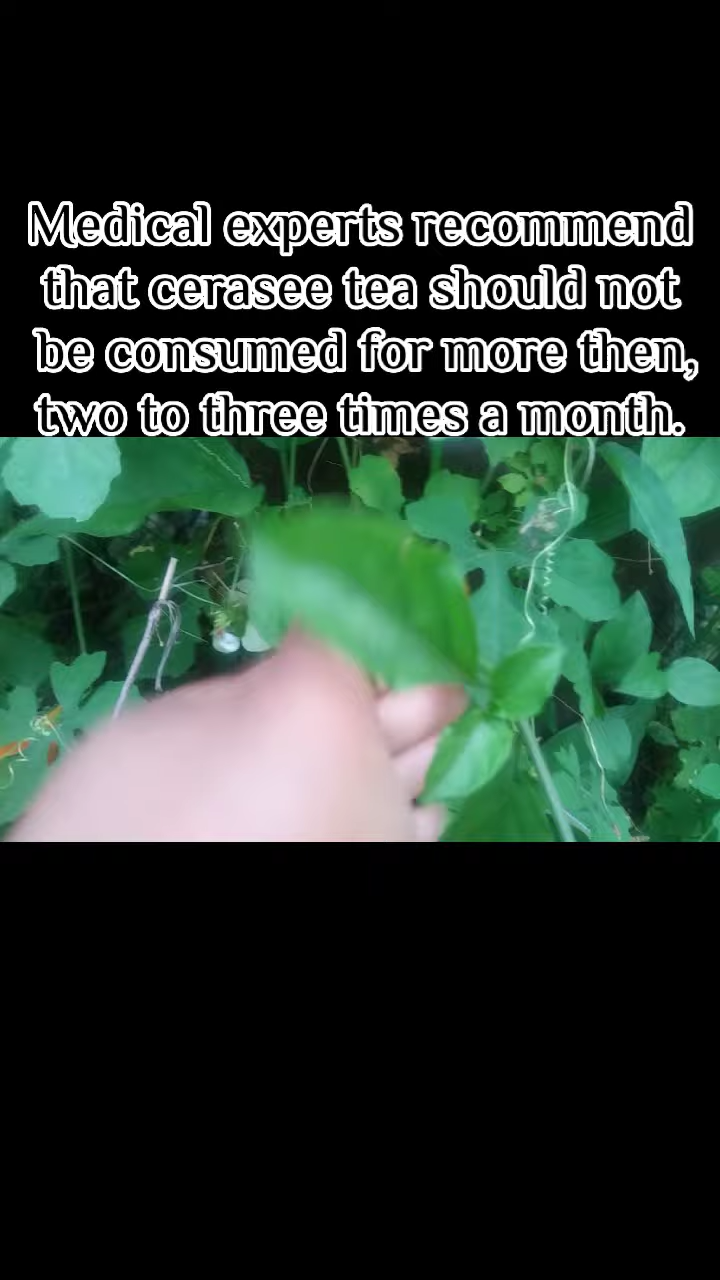 Medical experts recommend
that cerasee tea should not
be consumed for more then,
two to three times a month.